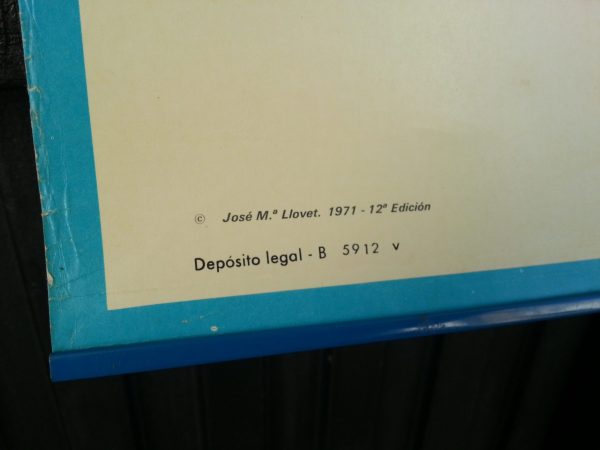 © José M.ª Llovet. 1971 - 12ª Edición
Depósito legal - B 5912 v